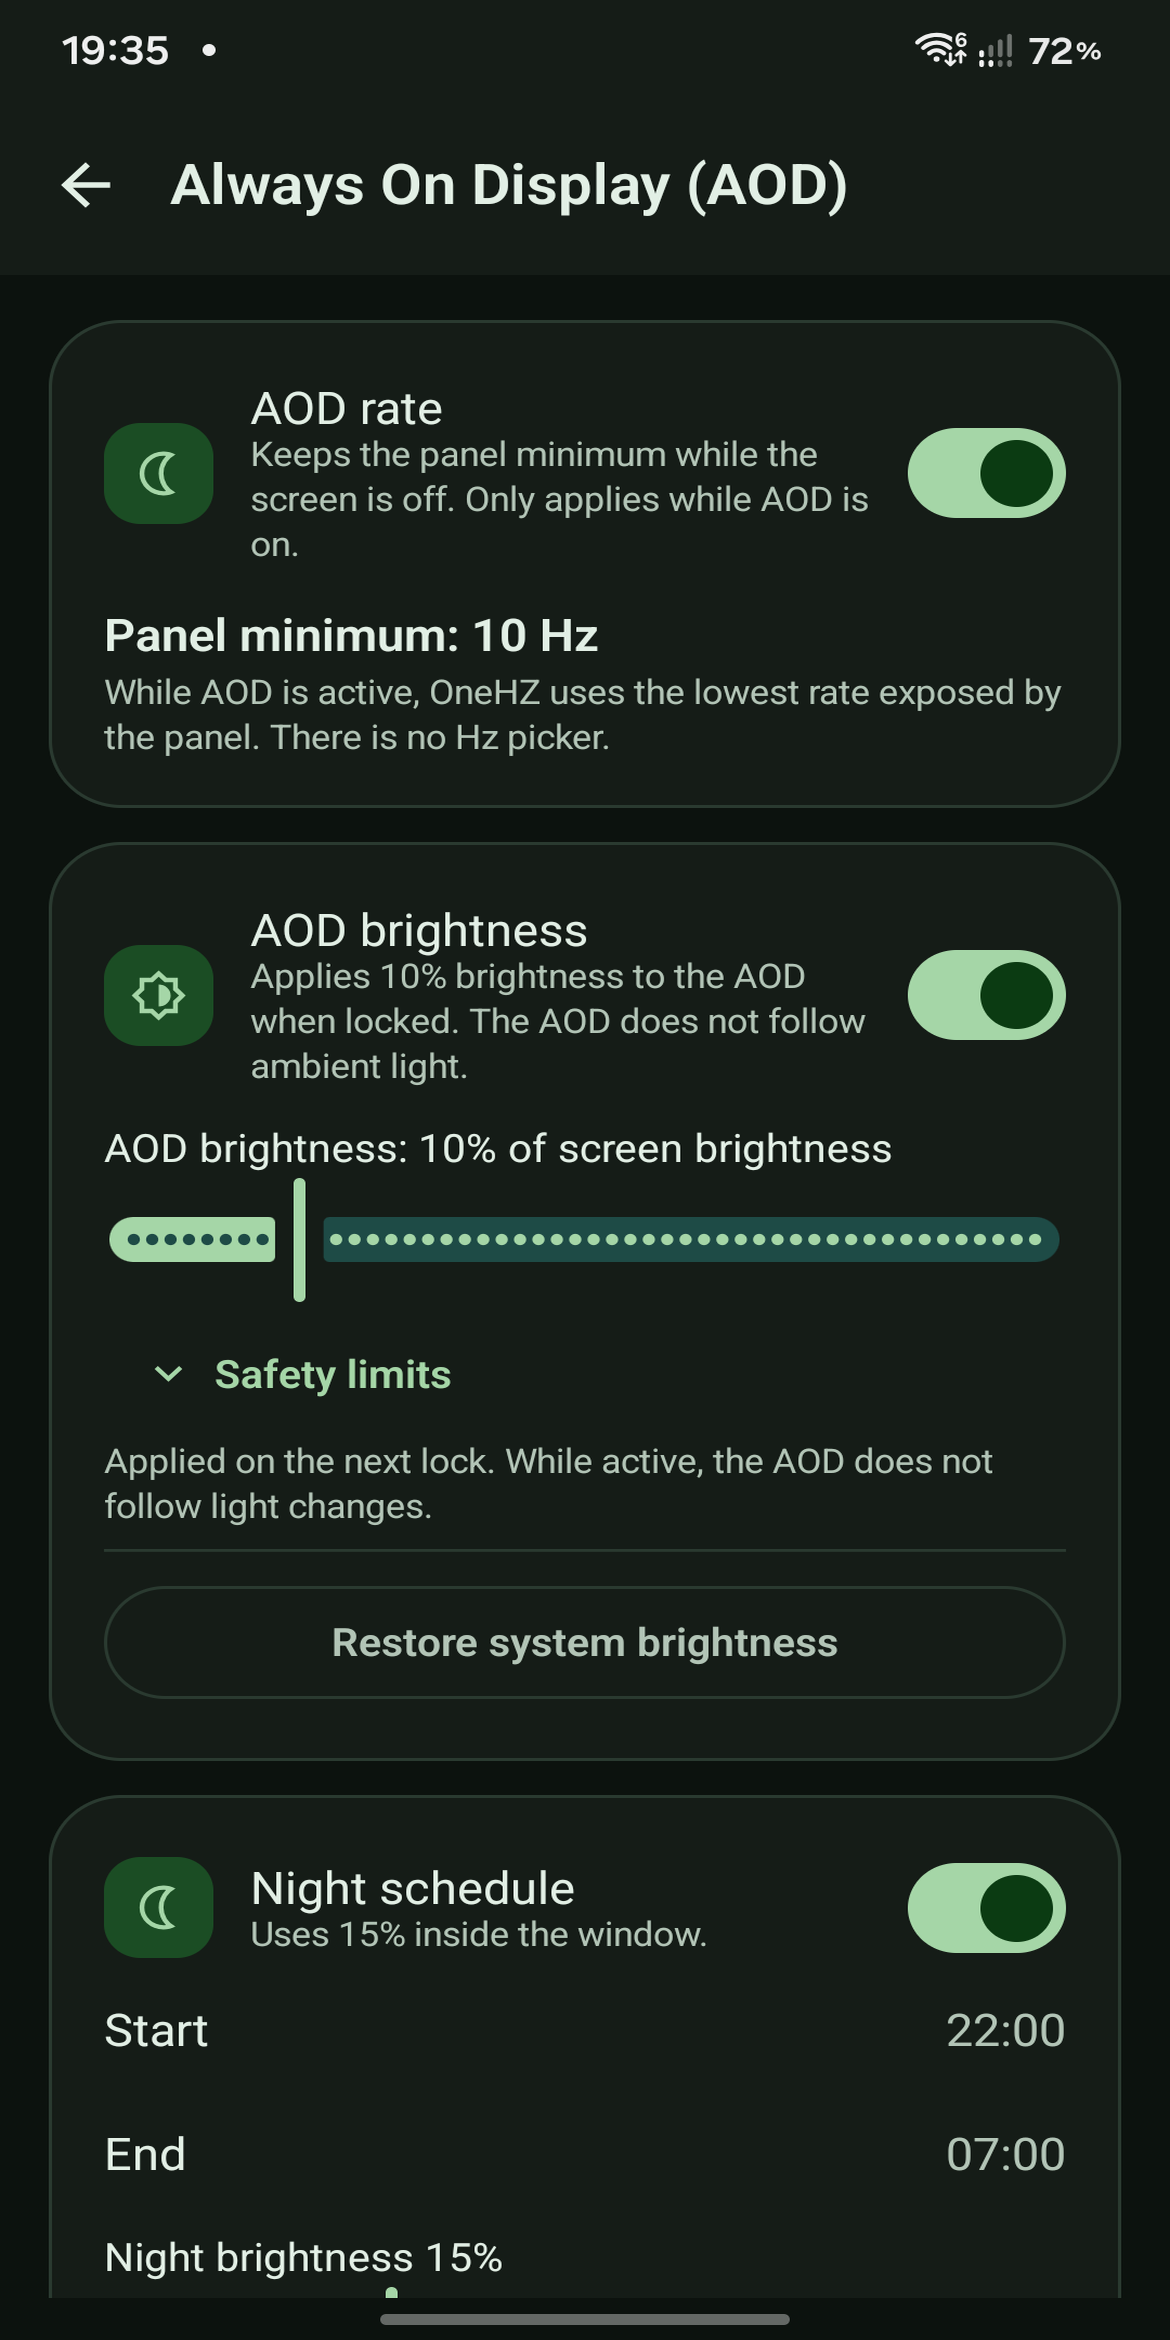 19:35
6
72%
Always On Display (AOD)
AOD rate
Keeps the panel minimum while the
screen is off. Only applies while AOD is
on.
Panel minimum: 10 Hz
While AOD is active, OneHZ uses the lowest rate exposed by
the panel. There is no Hz picker.
AOD brightness
Applies 10% brightness to the AOD
when locked. The AOD does not follow
ambient light.
AOD brightness: 10% of screen brightness
Safety limits
Applied on the next lock. While active, the AOD does not
follow light changes.
Restore system brightness
Night schedule
Uses 15% inside the window.
Start
22:00
End
07:00
Night brightness 15%